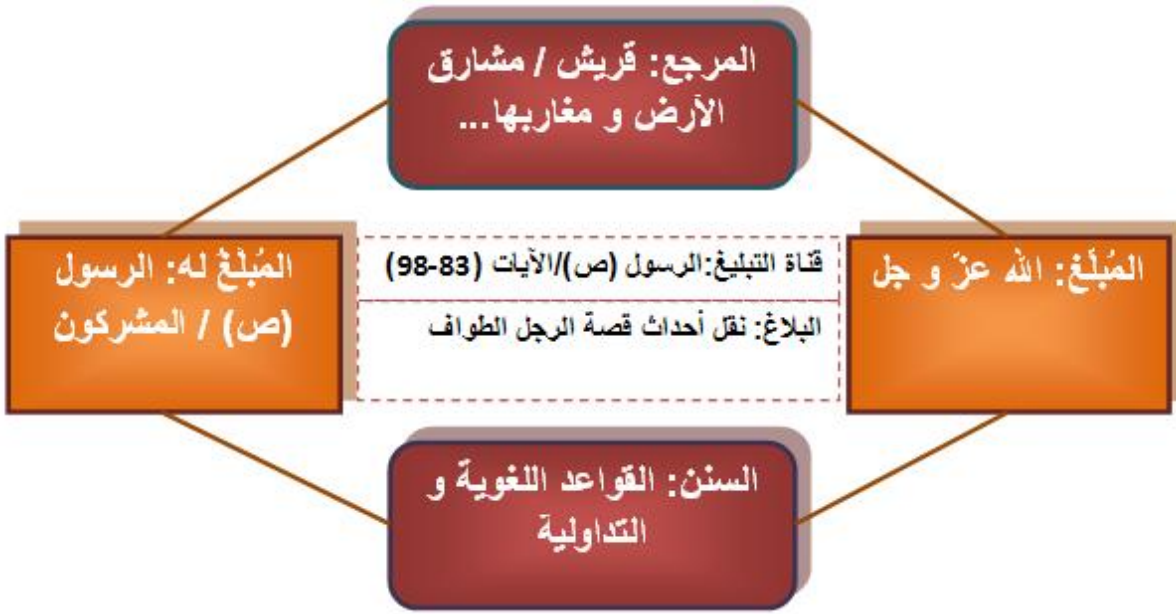 المرجع: قريش / مشارق
الأرض و مغاربها...
المُبلِّغ: الله عزّ و جل
قناة التبليغ:الرسول (ص)/الآيات (83-98)
البلاغ: نقل أحداث قصة الرجل الطواف
المُبلَّغ له: الرسول
(ص) / المشركون
السنن: القواعد اللغوية و
التداولية